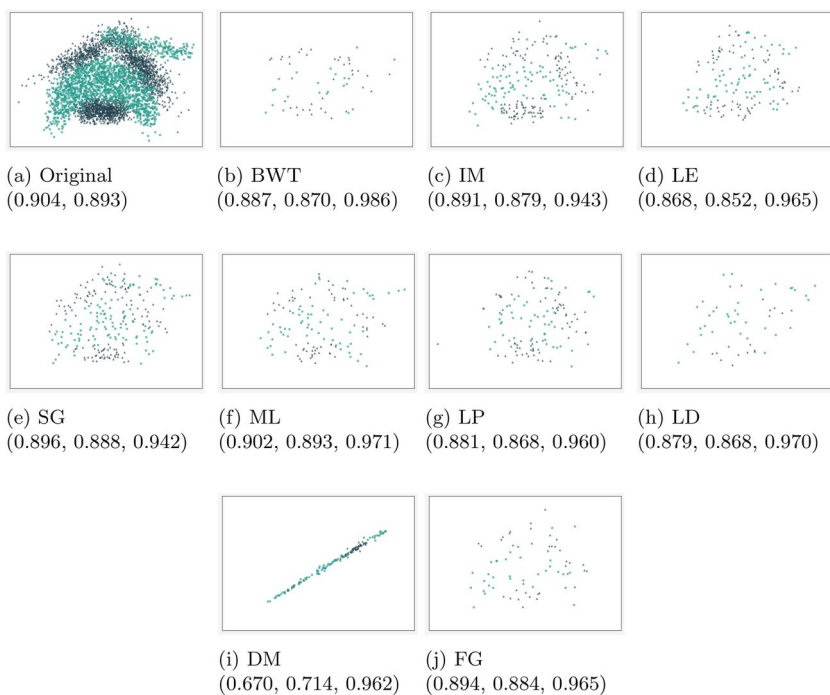 (a) Original
(0.904, 0.893)
(b) BWT
(0.887, 0.870, 0.986)
(c) IM
(0.891, 0.879, 0.943)
(d) LE
(0.868, 0.852, 0.965)
(e) SG
(0.896, 0.888, 0.942)
(f) ML
(0.902, 0.893, 0.971)
(g) LP
(0.881, 0.868, 0.960)
(h) LD
(0.879, 0.868, 0.970)
(i) DM
(0.670, 0.714, 0.962)
(j) FG
(0.894, 0.884, 0.965)